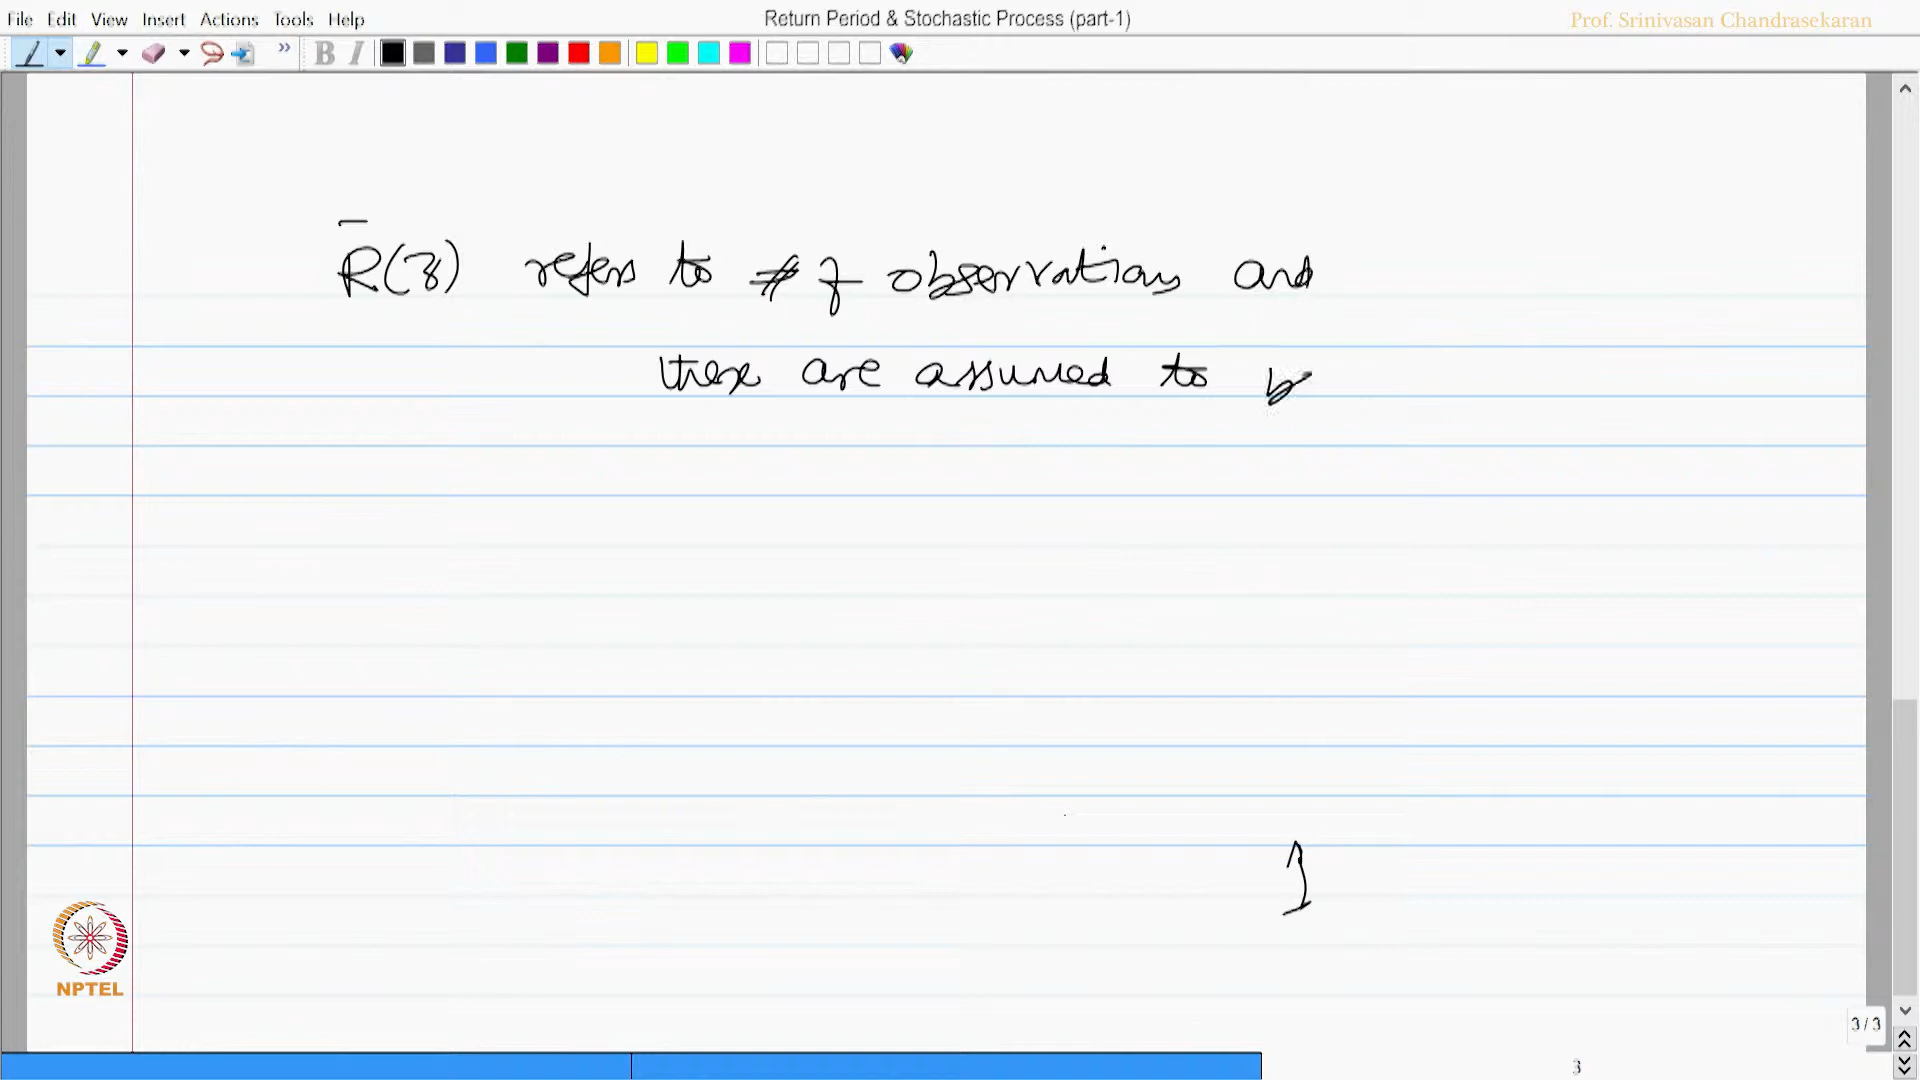 File Edit View Insert Actions Tools Help
Return Period & Stochastic Process (part-1)
Prof. Srinivasan Chandrasekaran
R̄(z) refers to # of observations and
these are assumed to b
1
NPTEL
3/3
3